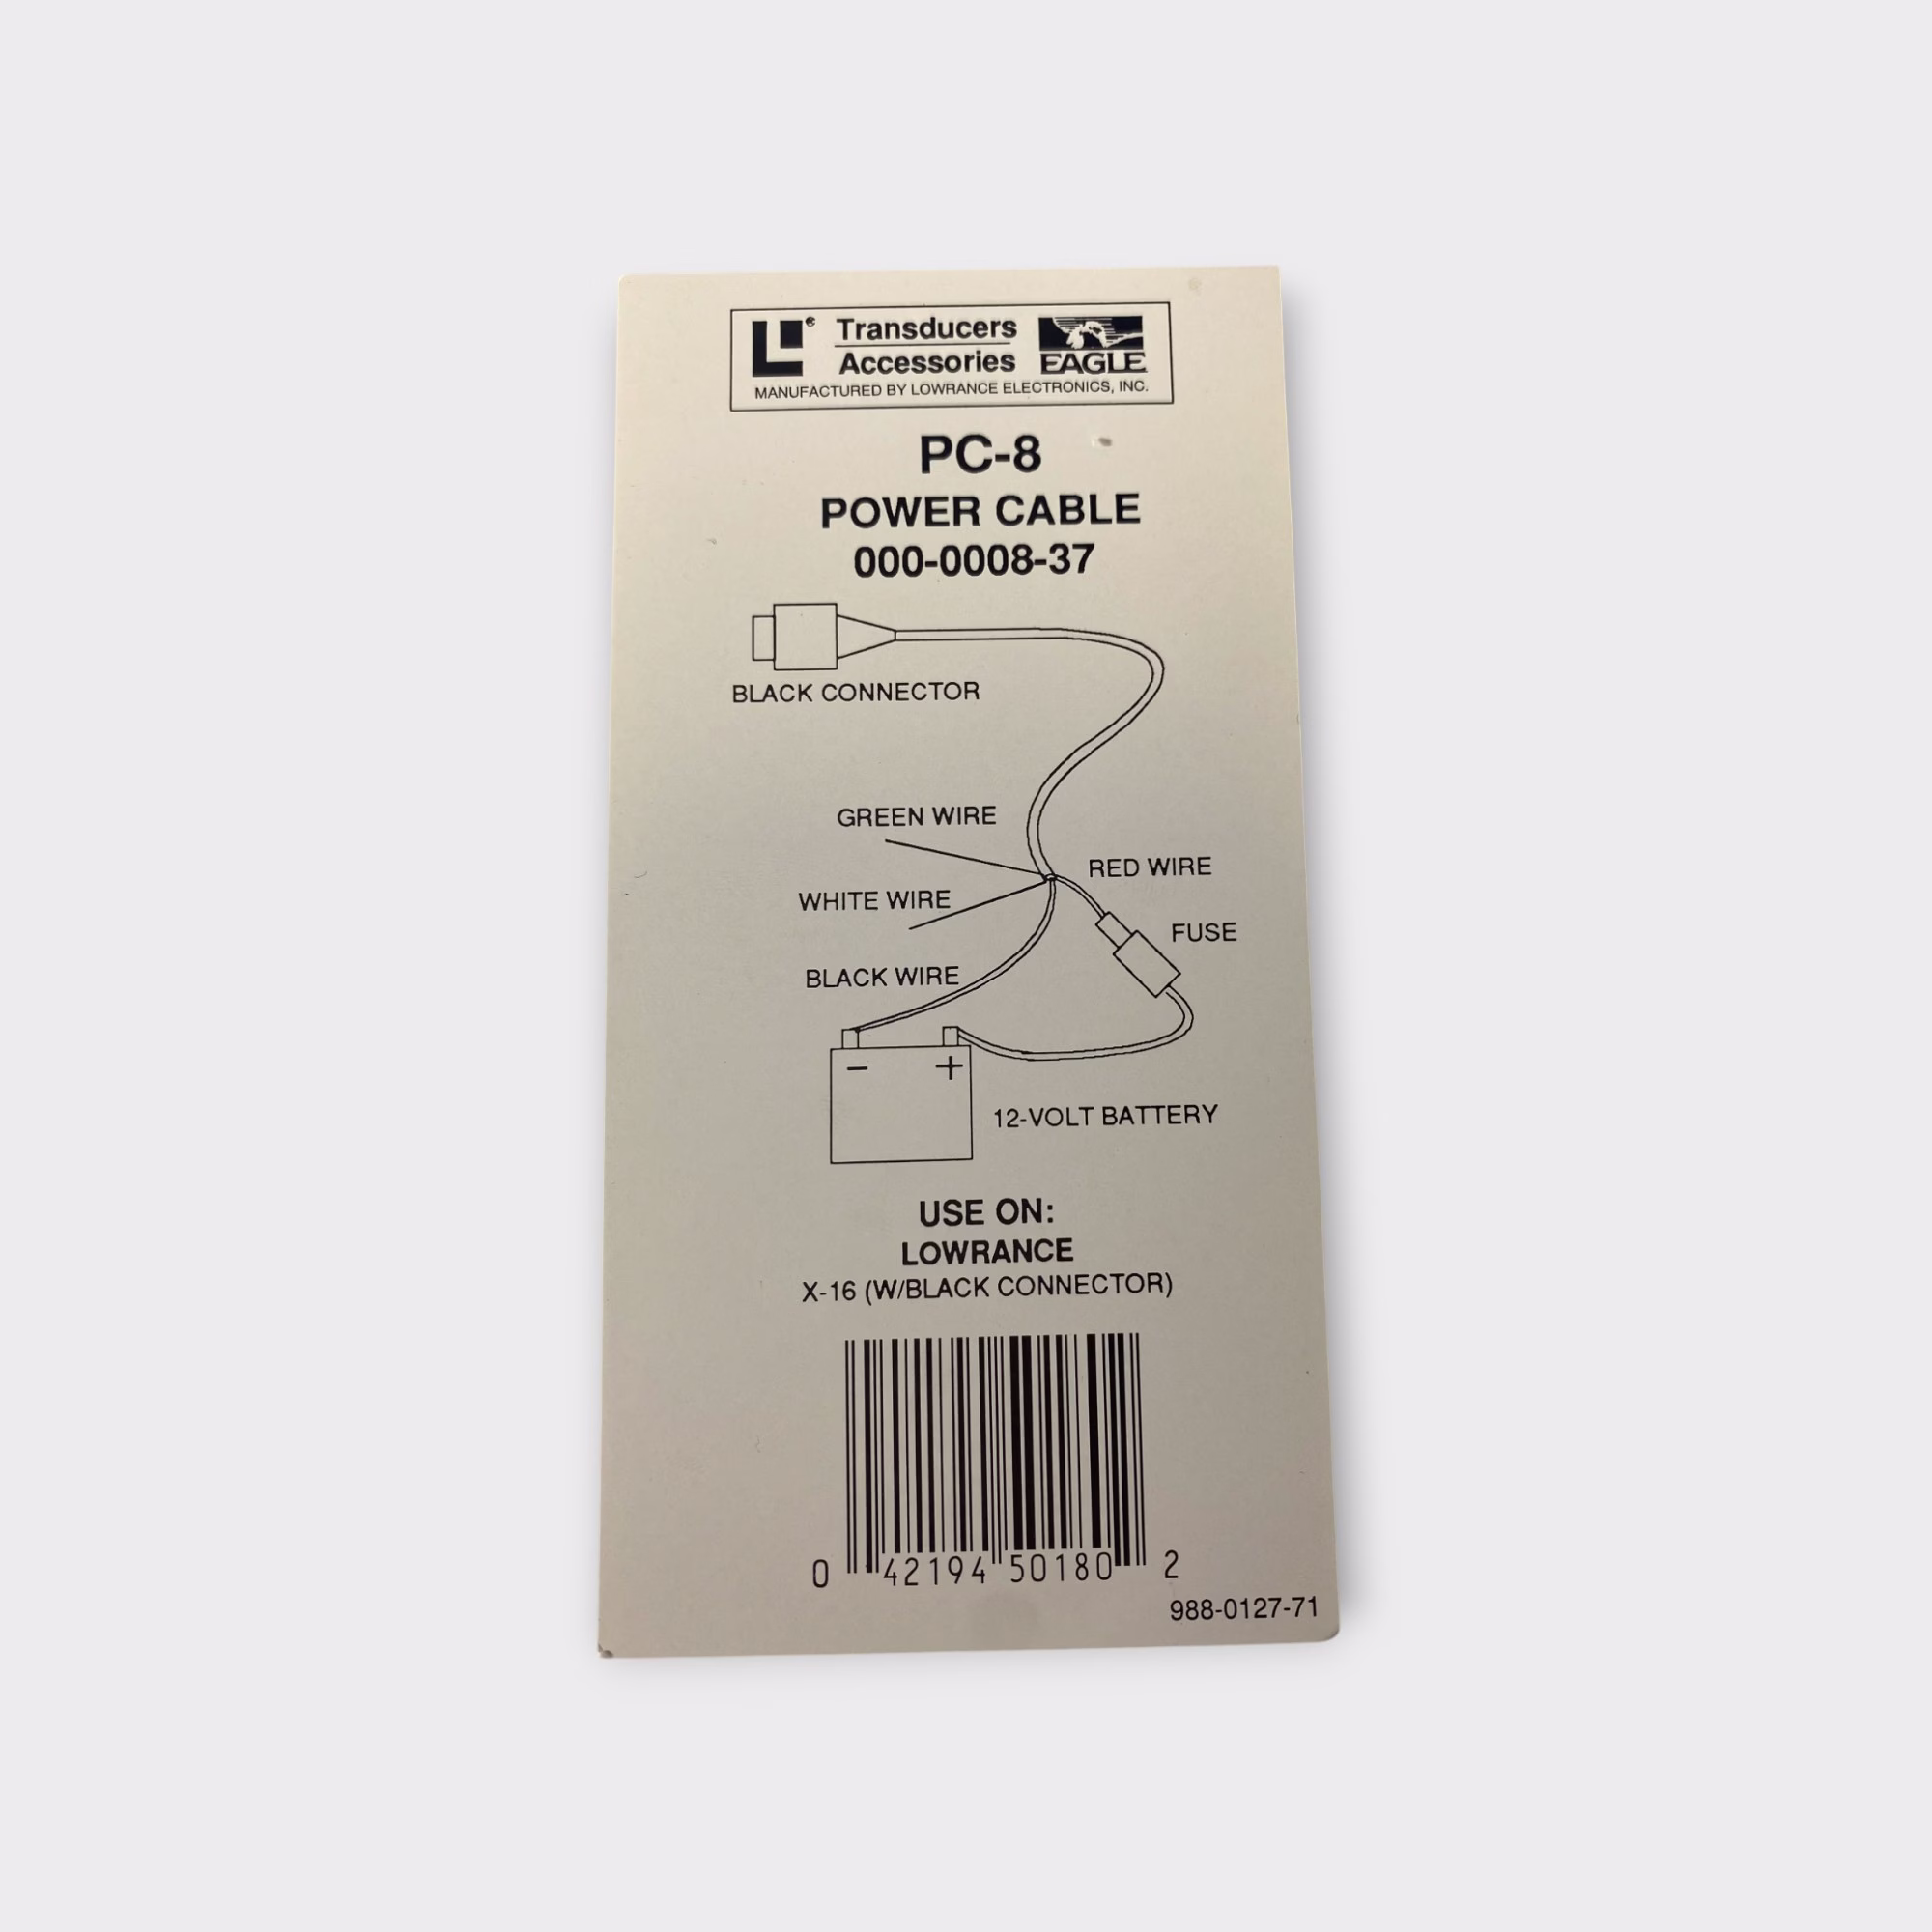 Transducers
Accessories
EAGLE
MANUFACTURED BY LOWRANCE ELECTRONICS, INC.
PC-8
POWER CABLE
000-0008-37
BLACK CONNECTOR
GREEN WIRE
RED WIRE
WHITE WIRE
FUSE
BLACK WIRE
− +
12-VOLT BATTERY
USE ON:
LOWRANCE
X-16 (W/BLACK CONNECTOR)
0 42194 50180 2
988-0127-71